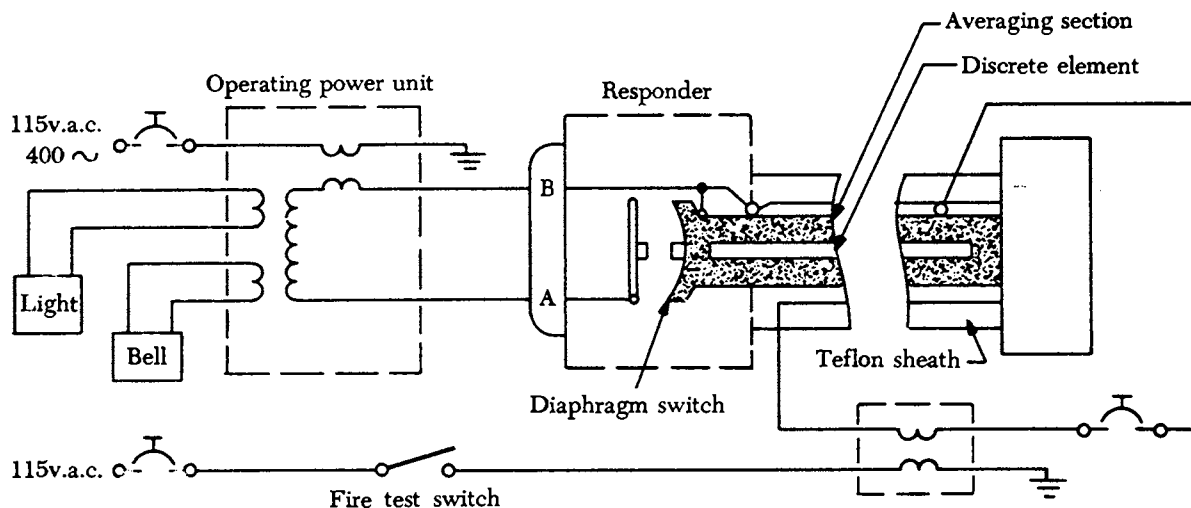 Averaging section
Operating power unit
Discrete element
Responder
115v.a.c.
400 ~
B
A
Light
Bell
Teflon sheath
Diaphragm switch
115v.a.c.
Fire test switch